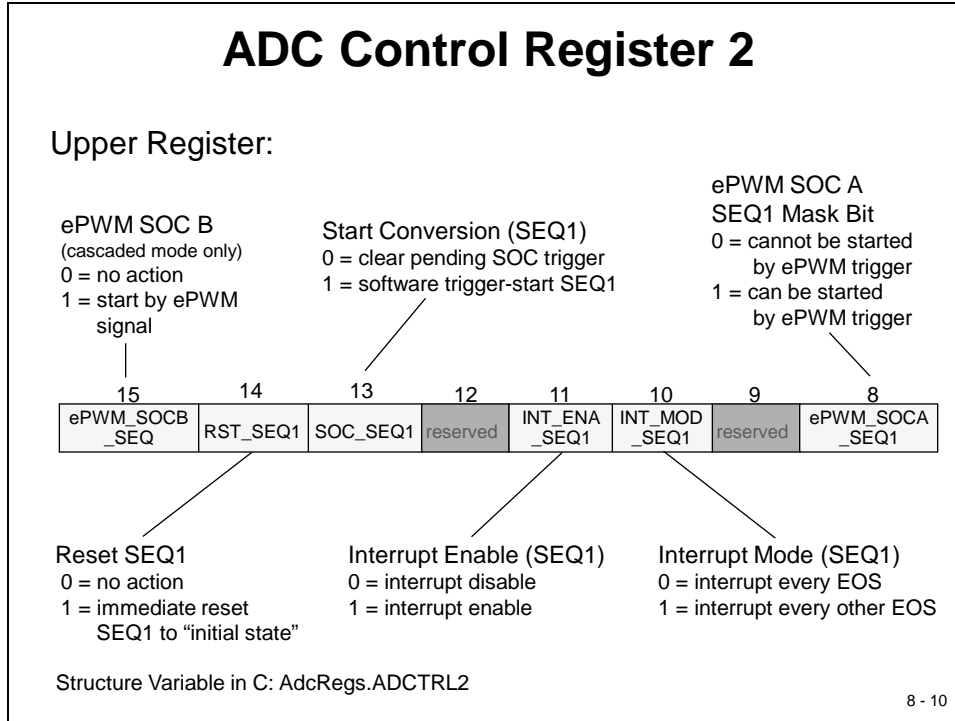 ADC Control Register 2
Upper Register:
ePWM SOC B
(cascaded mode only)
0 = no action
1 = start by ePWM
signal
Start Conversion (SEQ1)
0 = clear pending SOC trigger
1 = software trigger-start SEQ1
ePWM SOC A
SEQ1 Mask Bit
0 = cannot be started
by ePWM trigger
1 = can be started
by ePWM trigger
15 14 13 12 11 10 9 8
ePWM_SOCB
_SEQ
RST_SEQ1
SOC_SEQ1
reserved
INT_ENA
_SEQ1
INT_MOD
_SEQ1
reserved
ePWM_SOCA
_SEQ1
Reset SEQ1
0 = no action
1 = immediate reset
SEQ1 to “initial state”
Interrupt Enable (SEQ1)
0 = interrupt disable
1 = interrupt enable
Interrupt Mode (SEQ1)
0 = interrupt every EOS
1 = interrupt every other EOS
Structure Variable in C: AdcRegs.ADCTRL2
8 - 10